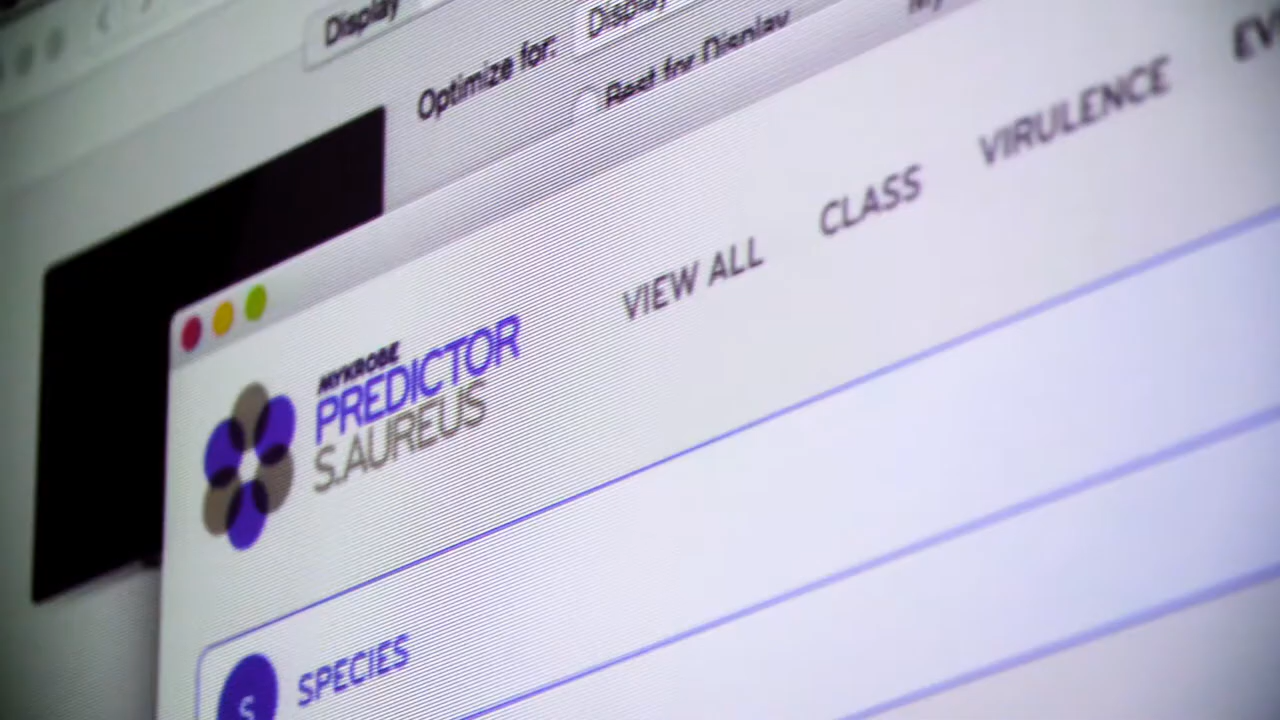 Display
Optimize for:
Display
Best for Display
VIEW ALL
CLASS
VIRULENCE
MYKROBE
PREDICTOR
S.AUREUS
S
SPECIES